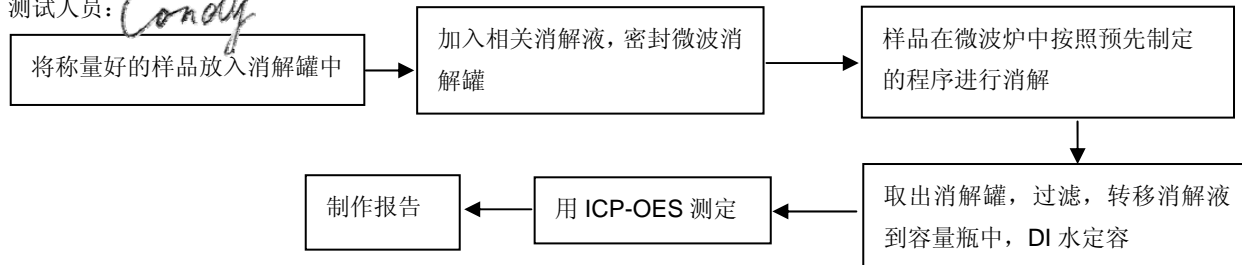 测试人员：Condy
将称量好的样品放入消解罐中
加入相关消解液，密封微波消
解罐
样品在微波炉中按照预先制定
的程序进行消解
取出消解罐，过滤，转移消解液
到容量瓶中，DI 水定容
用 ICP-OES 测定
制作报告